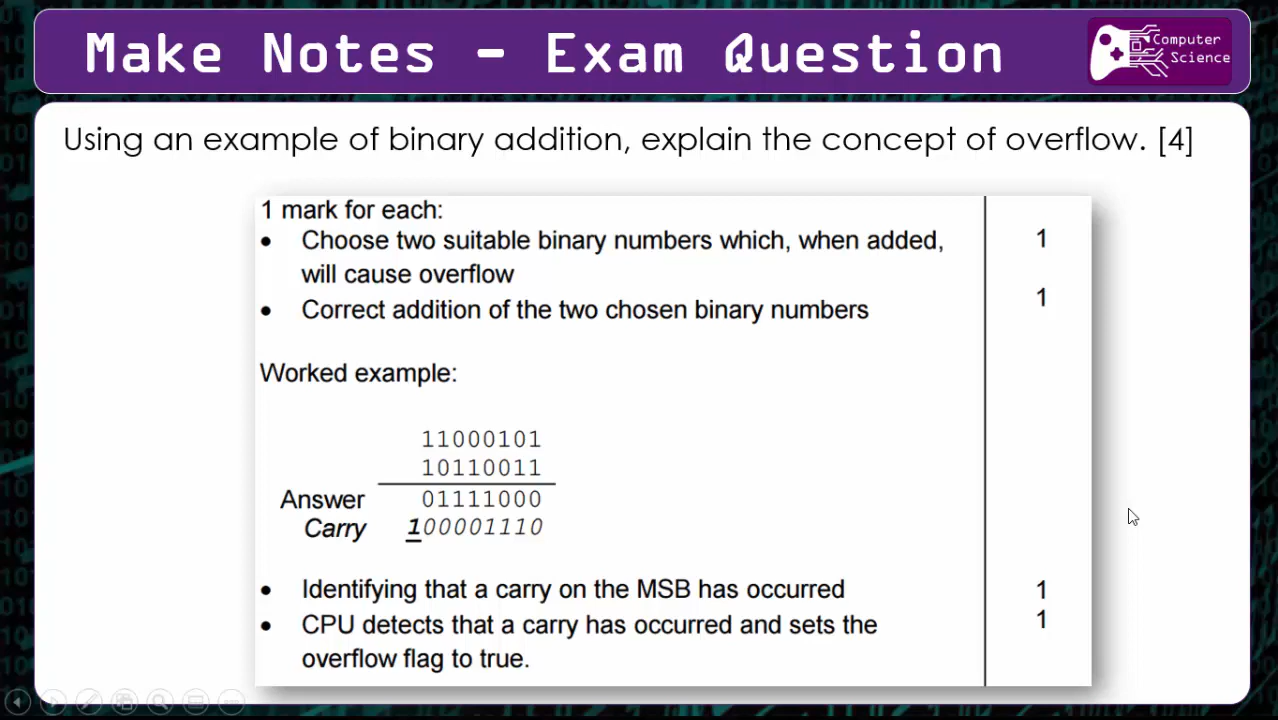 Make Notes - Exam Question
Computer
Science
Using an example of binary addition, explain the concept of overflow. [4]
1 mark for each:
• Choose two suitable binary numbers which, when added, 1
will cause overflow
• Correct addition of the two chosen binary numbers 1
Worked example:
11000101
10110011
Answer 01111000
Carry 100001110
• Identifying that a carry on the MSB has occurred 1
• CPU detects that a carry has occurred and sets the 1
overflow flag to true.